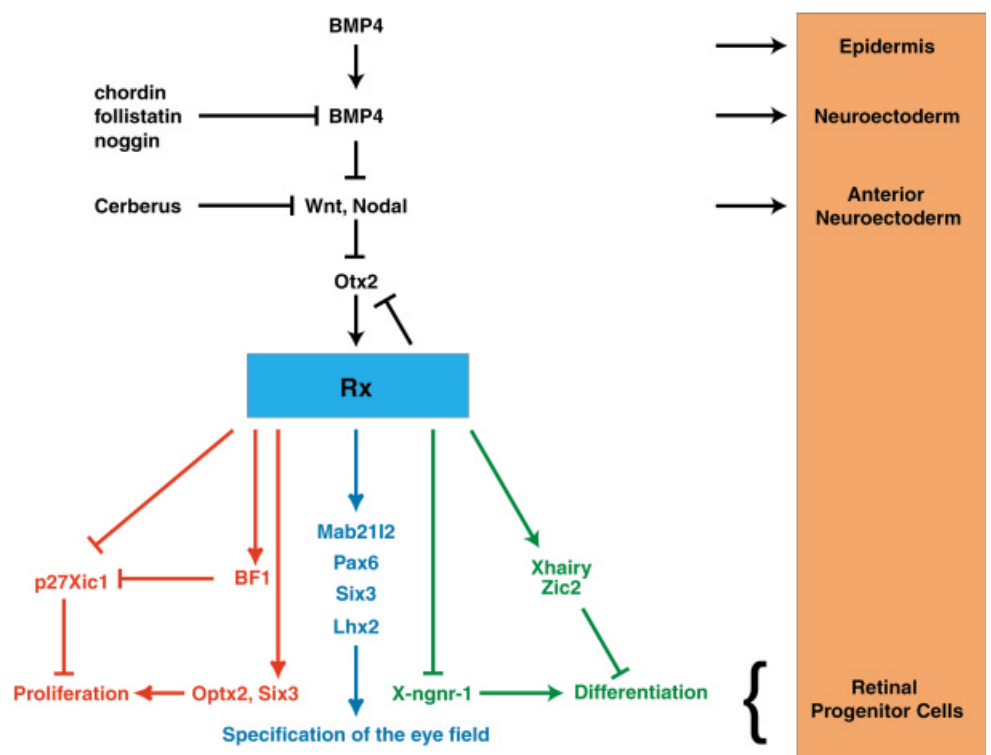 BMP4
Epidermis
chordin
follistatin
noggin
BMP4
Neuroectoderm
Cerberus
Wnt, Nodal
Anterior
Neuroectoderm
Otx2
Rx
Mab21l2
Pax6
Six3
Lhx2
p27Xic1
BF1
Xhairy
Zic2
Proliferation
Optx2, Six3
X-ngnr-1
Differentiation
Specification of the eye field
{
Retinal
Progenitor Cells